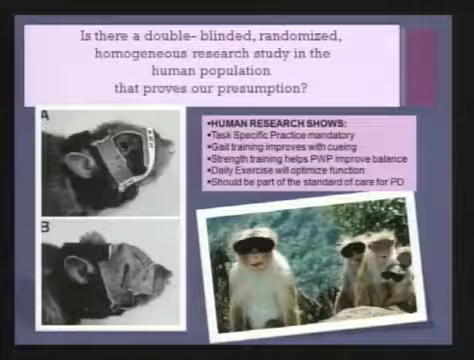 Is there a double- blinded, randomized,
homogeneous research study in the
human population
that proves our presumption?
A
•HUMAN RESEARCH SHOWS:
•Task Specific Practice mandatory
•Gait training improves with cueing
•Strength training helps PWP improve balance
•Daily Exercise will optimize function
•Should be part of the standard of care for PD
B